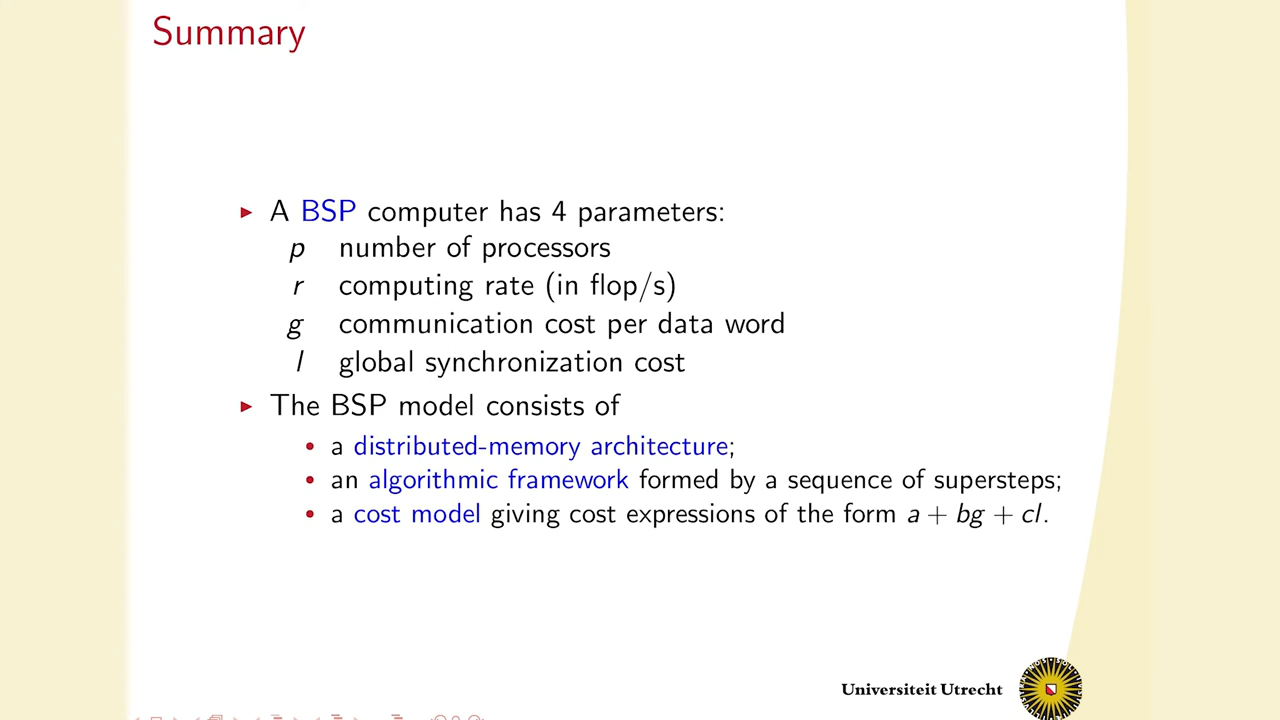 Summary
A BSP computer has 4 parameters:
p number of processors
r computing rate (in flop/s)
g communication cost per data word
l global synchronization cost
The BSP model consists of
a distributed-memory architecture;
an algorithmic framework formed by a sequence of supersteps;
a cost model giving cost expressions of the form a + bg + cl.
Universiteit Utrecht